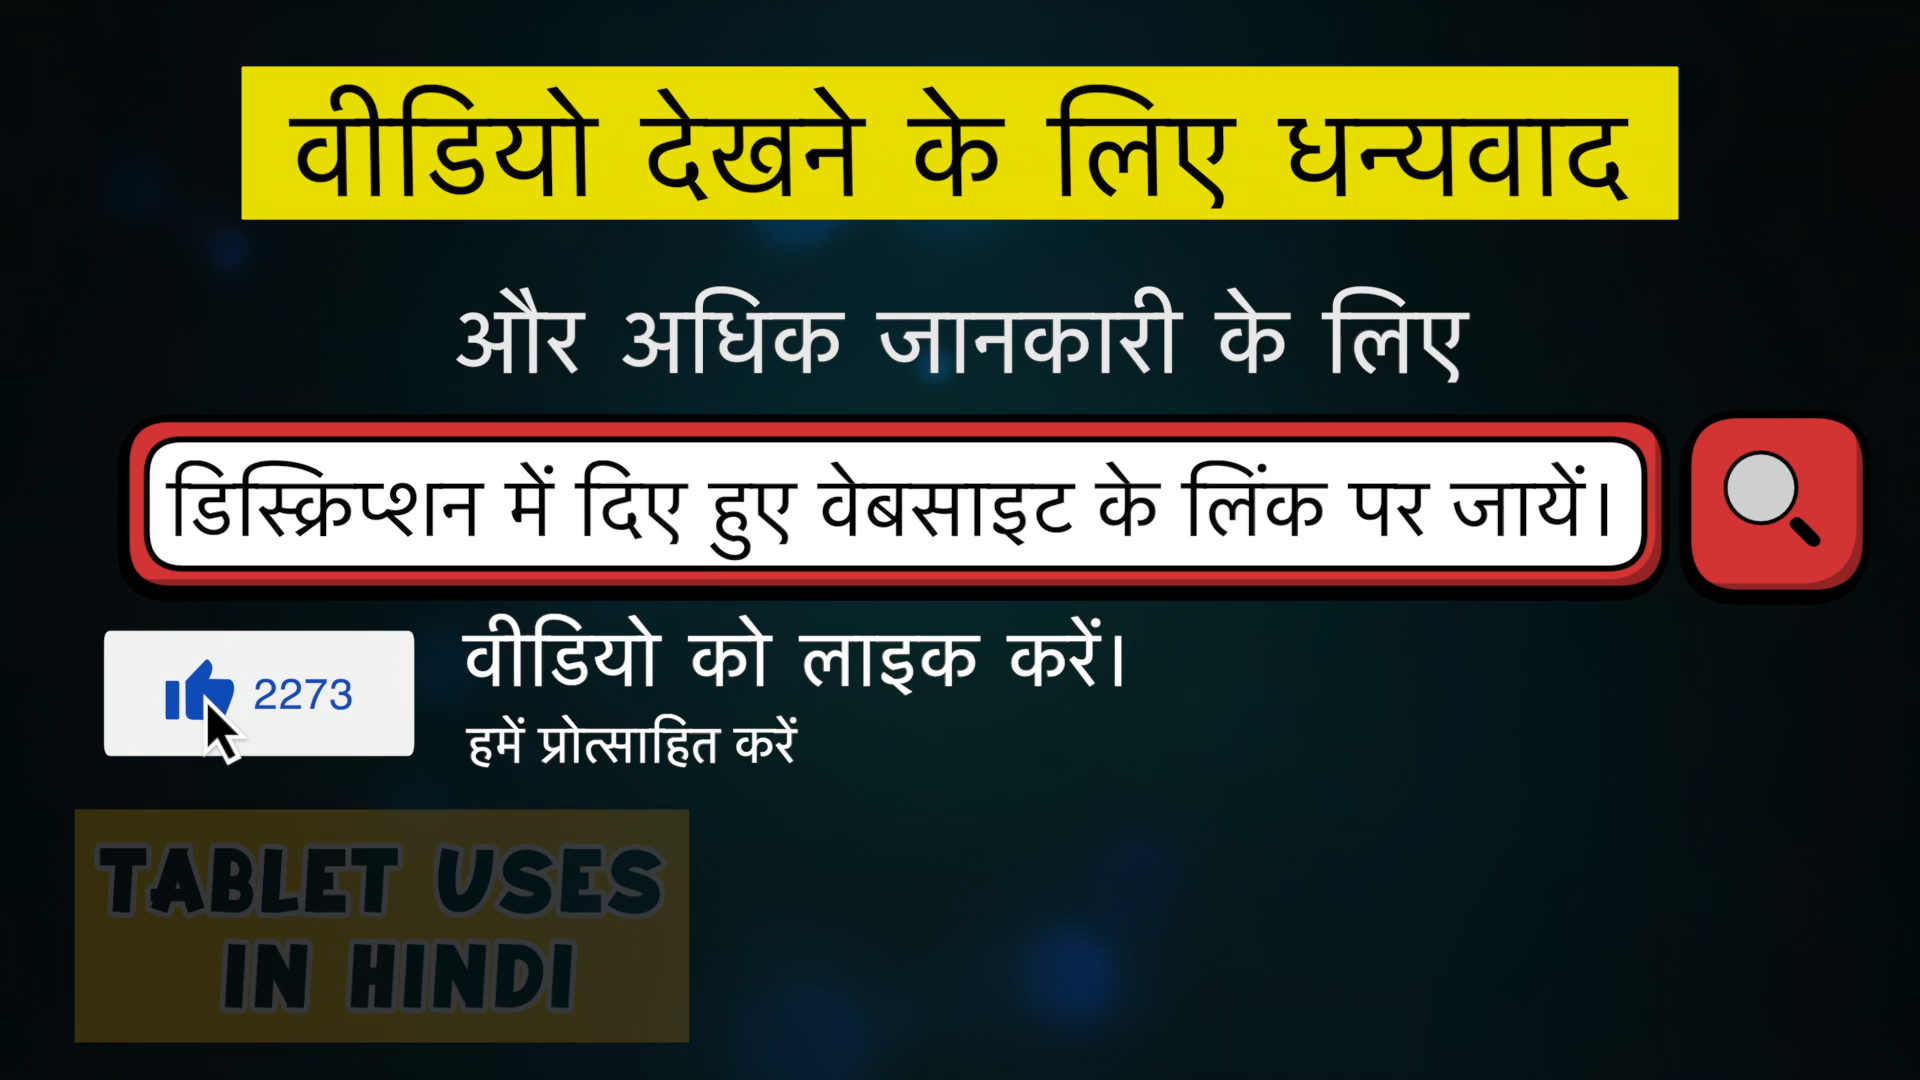 वीडियो देखने के लिए धन्यवाद
और अधिक जानकारी के लिए
डिस्क्रिप्शन में दिए हुए वेबसाइट के लिंक पर जायें।
2273
वीडियो को लाइक करें।
हमें प्रोत्साहित करें
TABLET USES
IN HINDI